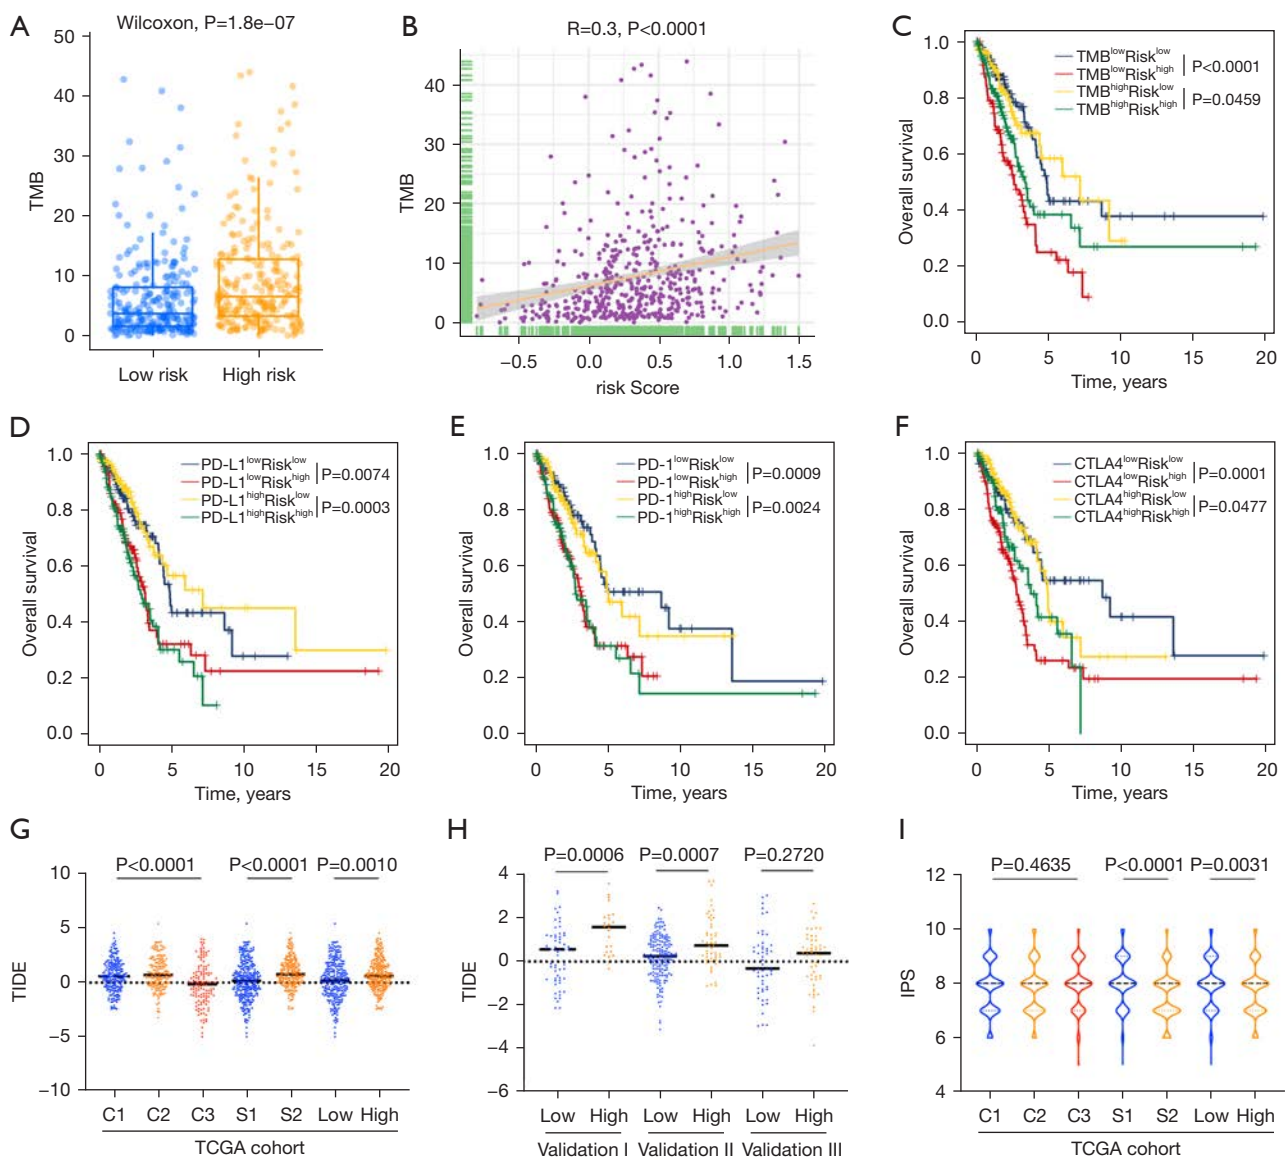 A
Wilcoxon, P=1.8e−07
TMB
50
40
30
20
10
0
Low risk
High risk
B
R=0.3, P<0.0001
TMB
40
30
20
10
0
−0.5
0.0
0.5
1.0
1.5
risk Score
C
Overall survival
1.0
0.8
0.6
0.4
0.2
0.0
TMBlowRisklow
TMBlowRiskhigh
TMBhighRisklow
TMBhighRiskhigh
P<0.0001
P=0.0459
0
5
10
15
20
Time, years
D
Overall survival
1.0
0.8
0.6
0.4
0.2
0.0
PD-L1lowRisklow
PD-L1lowRiskhigh
PD-L1highRisklow
PD-L1highRiskhigh
P=0.0074
P=0.0003
0
5
10
15
20
Time, years
E
Overall survival
1.0
0.8
0.6
0.4
0.2
0.0
PD-1lowRisklow
PD-1lowRiskhigh
PD-1highRisklow
PD-1highRiskhigh
P=0.0009
P=0.0024
0
5
10
15
20
Time, years
F
Overall survival
1.0
0.8
0.6
0.4
0.2
0.0
CTLA4lowRisklow
CTLA4lowRiskhigh
CTLA4highRisklow
CTLA4highRiskhigh
P=0.0001
P=0.0477
0
5
10
15
20
Time, years
G
TIDE
10
5
0
−5
−10
P<0.0001
P<0.0001
P=0.0010
C1
C2
C3
S1
S2
Low
High
TCGA cohort
H
TIDE
4
2
0
−2
−4
−6
P=0.0006
P=0.0007
P=0.2720
Low
High
Low
High
Low
High
Validation I
Validation II
Validation III
I
IPS
12
10
8
6
4
P=0.4635
P<0.0001
P=0.0031
C1
C2
C3
S1
S2
Low
High
TCGA cohort